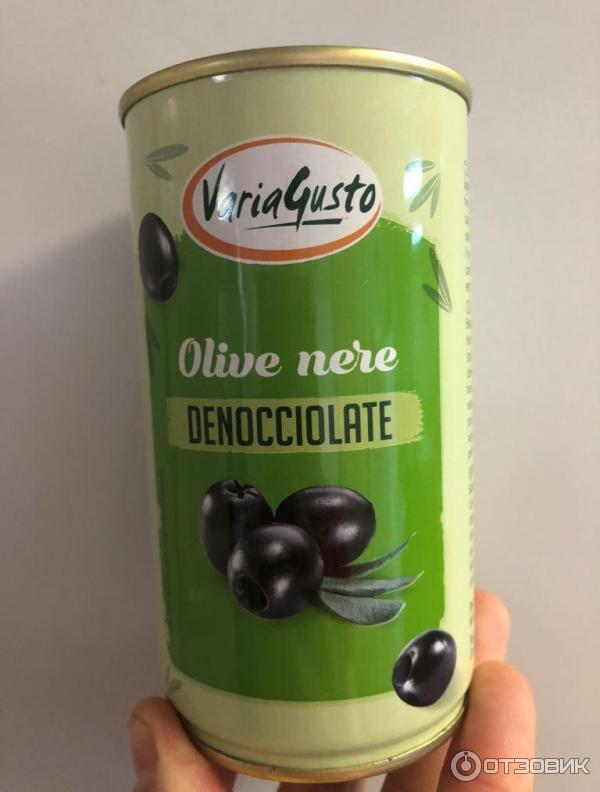 VariaGusto
Olive nere
DENOCCIOLATE
ОТЗОВИК